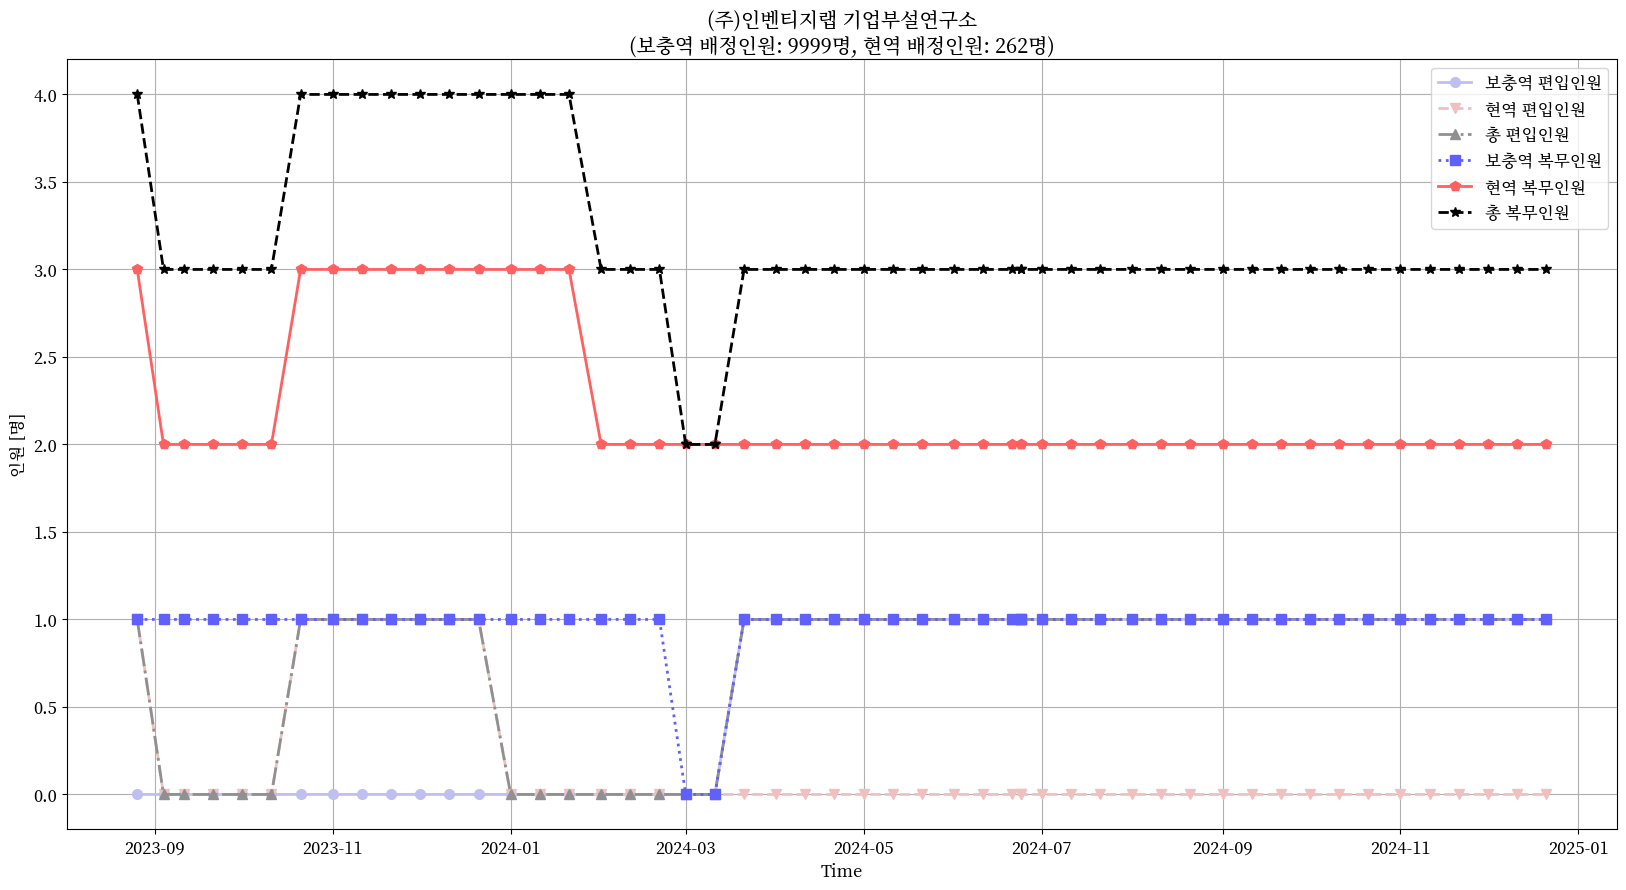 (주)인벤티지랩 기업부설연구소
(보충역 배정인원: 9999명, 현역 배정인원: 262명)
보충역 편입인원
현역 편입인원
총 편입인원
보충역 복무인원
현역 복무인원
총 복무인원
4.0
3.5
3.0
2.5
2.0
1.5
1.0
0.5
0.0
인원 [명]
2023-09 2023-11 2024-01 2024-03 2024-05 2024-07 2024-09 2024-11 2025-01
Time